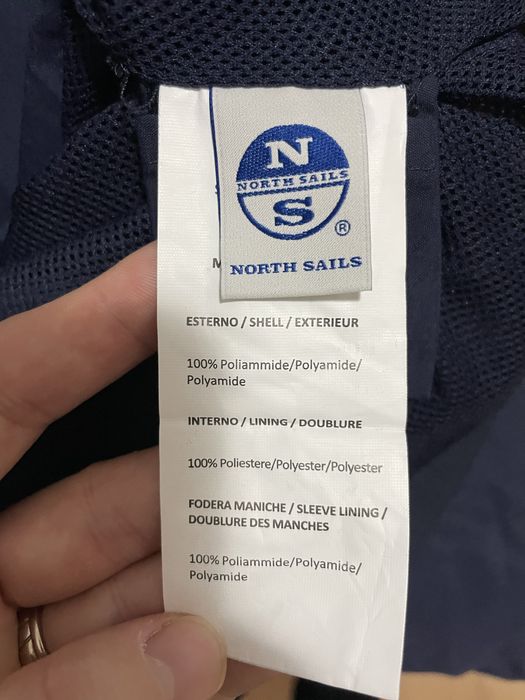 N
NORTH SAILS
S
®
NORTH SAILS
ESTERNO / SHELL / EXTERIEUR
100% Poliammide/Polyamide/
Polyamide
INTERNO / LINING / DOUBLURE
100% Poliestere/Polyester/Polyester
FODERA MANICHE / SLEEVE LINING /
DOUBLURE DES MANCHES
100% Poliammide/Polyamide/
Polyamide